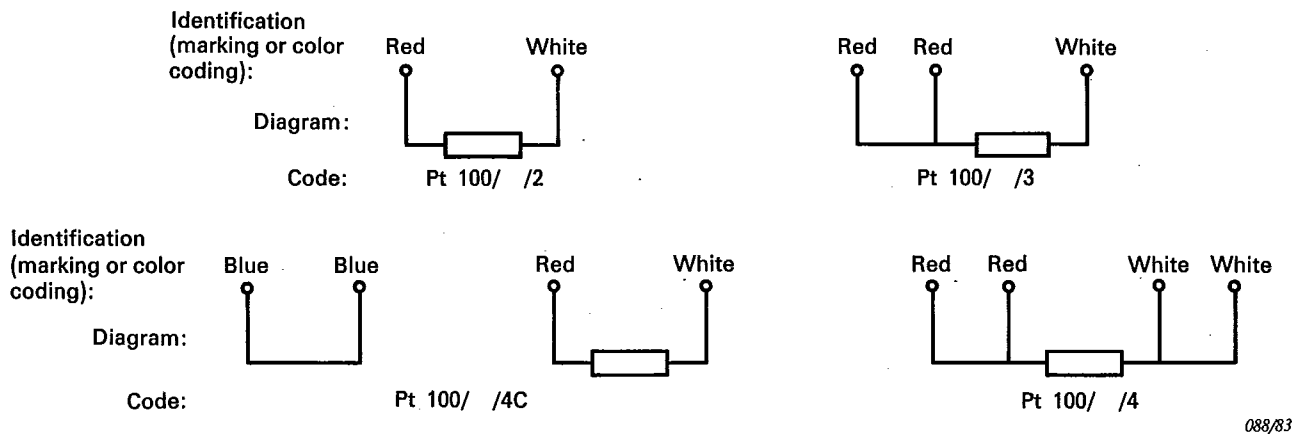 Identification
(marking or color
coding):
Red White Red Red White
Diagram:
Code: Pt 100/ /2 Pt 100/ /3
Identification
(marking or color
coding):
Blue Blue Red White Red Red White White
Diagram:
Code: Pt 100/ /4C Pt 100/ /4
088/83